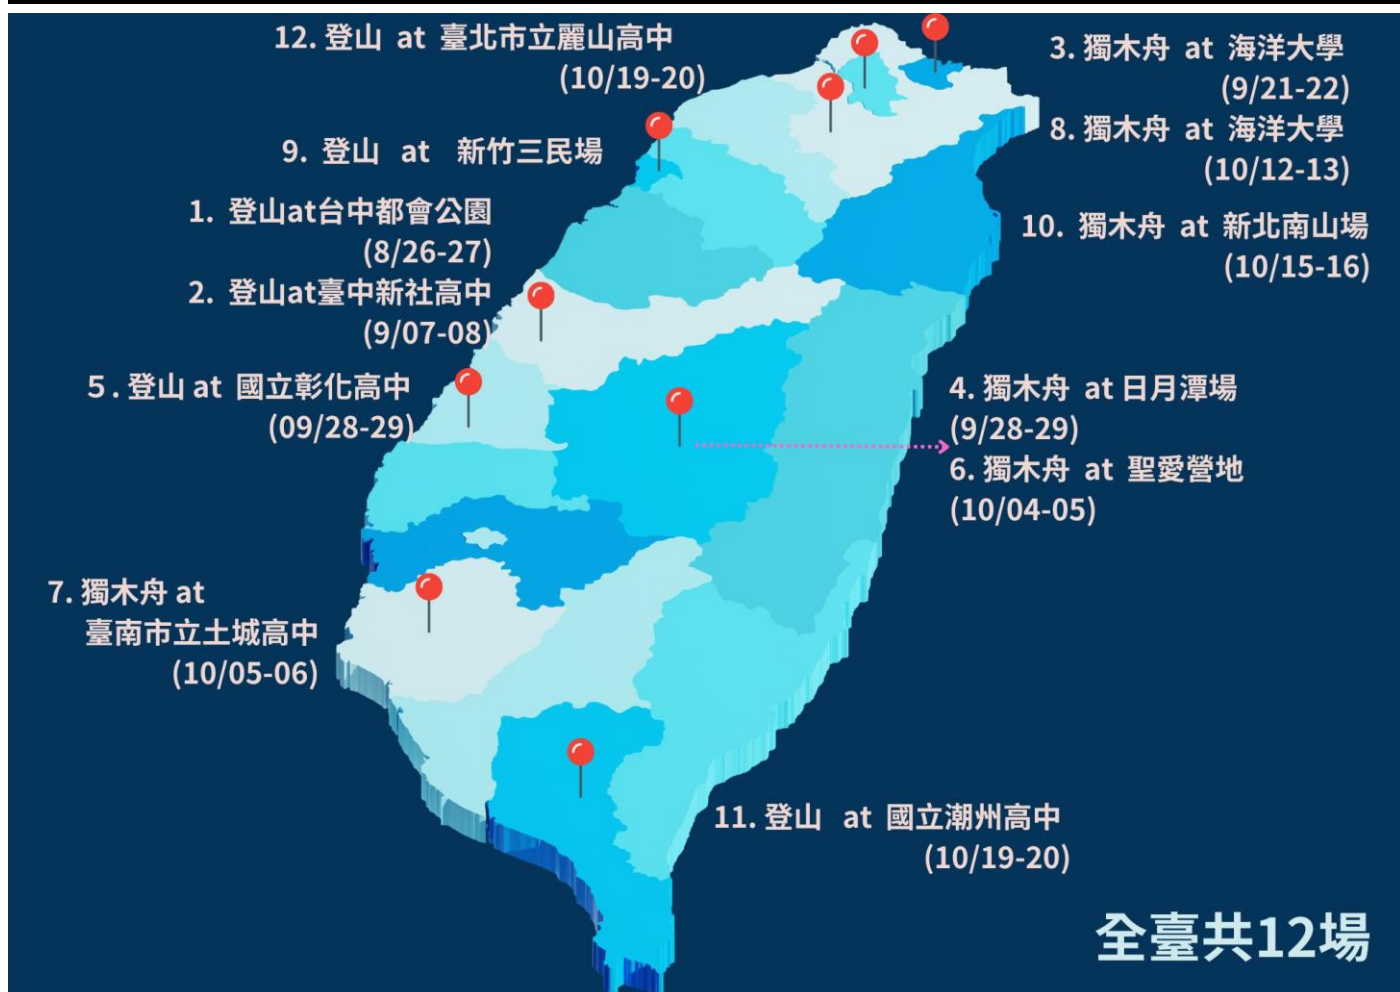 12. 登山 at 臺北市立麗山高中
(10/19-20)
3. 獨木舟 at 海洋大學
(9/21-22)
8. 獨木舟 at 海洋大學
(10/12-13)
9. 登山 at 新竹三民場
1. 登山at台中都會公園
(8/26-27)
2. 登山at臺中新社高中
(9/07-08)
10. 獨木舟 at 新北南山場
(10/15-16)
5.登山 at 國立彰化高中
(09/28-29)
4. 獨木舟 at 日月潭場
(9/28-29)
6. 獨木舟 at 聖愛營地
(10/04-05)
7. 獨木舟 at
臺南市立土城高中
(10/05-06)
11. 登山 at 國立潮州高中
(10/19-20)
全臺共12場